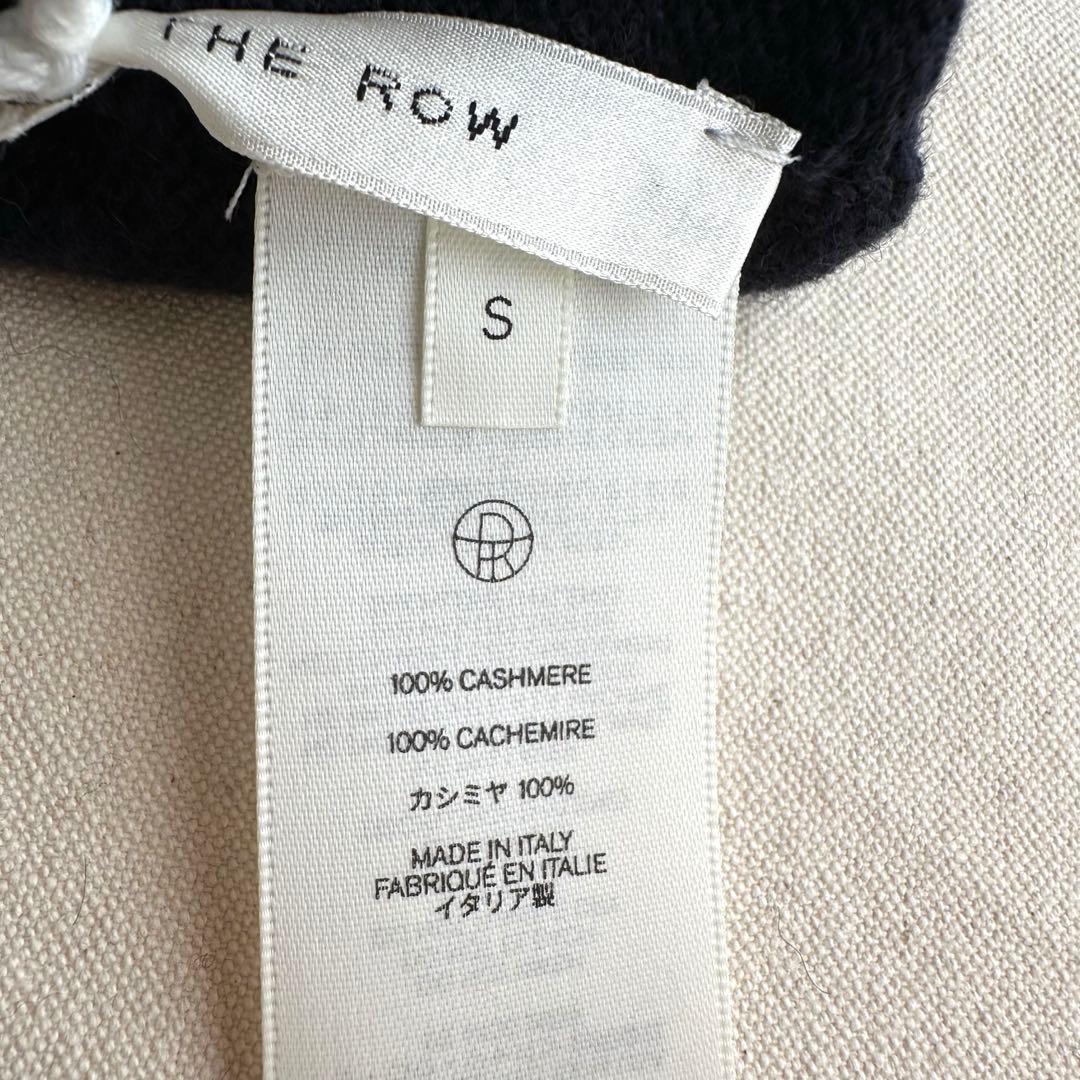 THE ROW
S
100% CASHMERE
100% CACHEMIRE
カシミヤ 100%
MADE IN ITALY
FABRIQUÉ EN ITALIE
イタリア製